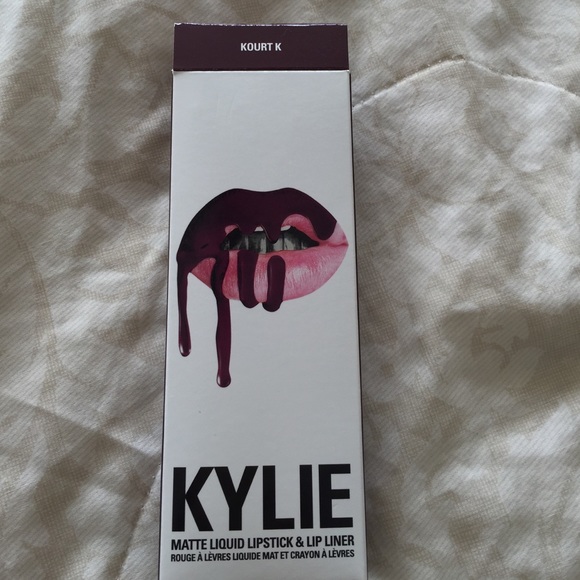 KOURT K
KYLIE
MATTE LIQUID LIPSTICK & LIP LINER
ROUGE À LÈVRES LIQUIDE MAT ET CRAYON À LÈVRES